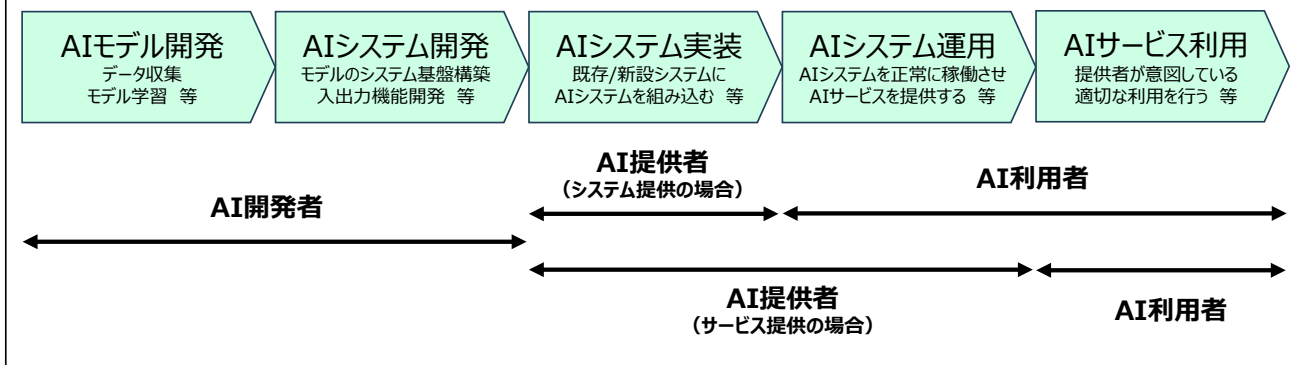 AIモデル開発
データ収集
モデル学習 等
AIシステム開発
モデルのシステム基盤構築
入出力機能開発 等
AIシステム実装
既存/新設システムに
AIシステムを組み込む 等
AIシステム運用
AIシステムを正常に稼働させ
AIサービスを提供する 等
AIサービス利用
提供者が意図している
適切な利用を行う 等
AI開発者
AI提供者
（システム提供の場合）
AI利用者
AI提供者
（サービス提供の場合）
AI利用者